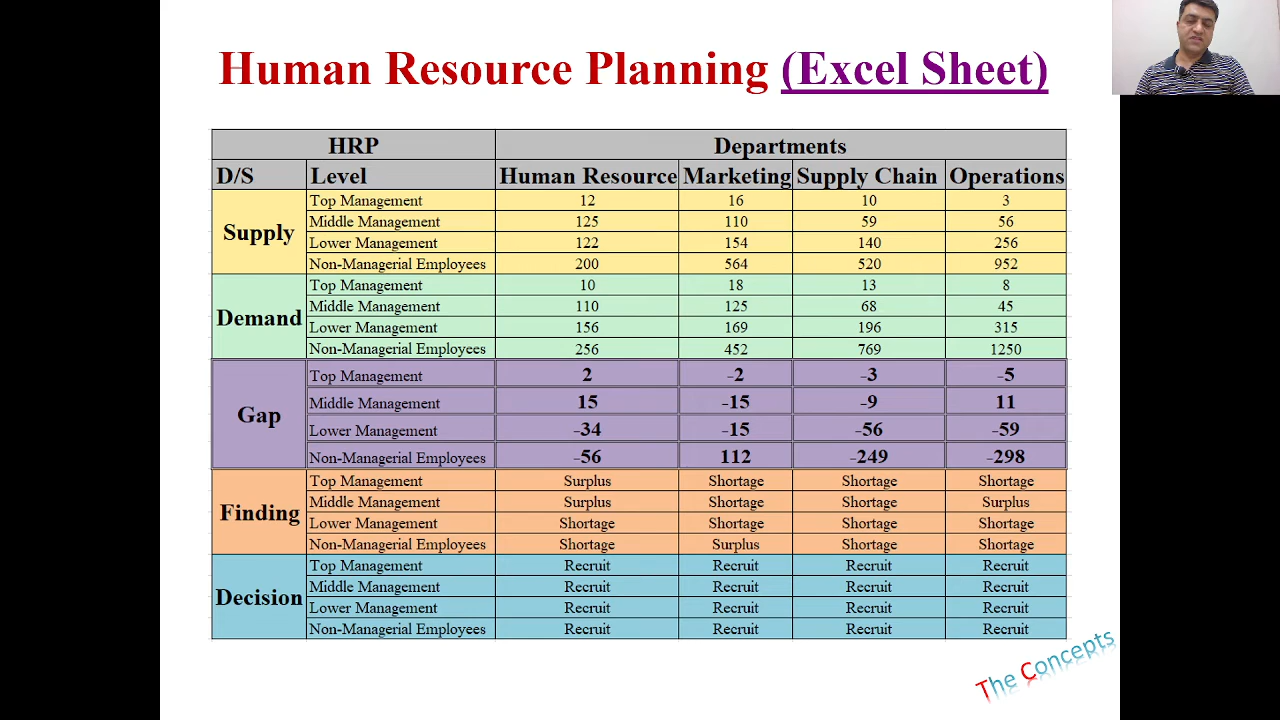 Human Resource Planning (Excel Sheet)
HRP Departments
D/S Level Human Resource Marketing Supply Chain Operations
Supply
Top Management 12 16 10 3
Middle Management 125 110 59 56
Lower Management 122 154 140 256
Non-Managerial Employees 200 564 520 952
Demand
Top Management 10 18 13 8
Middle Management 110 125 68 45
Lower Management 156 169 196 315
Non-Managerial Employees 256 452 769 1250
Gap
Top Management 2 -2 -3 -5
Middle Management 15 -15 -9 11
Lower Management -34 -15 -56 -59
Non-Managerial Employees -56 112 -249 -298
Finding
Top Management Surplus Shortage Shortage Shortage
Middle Management Surplus Shortage Shortage Surplus
Lower Management Shortage Shortage Shortage Shortage
Non-Managerial Employees Shortage Surplus Shortage Shortage
Decision
Top Management Recruit Recruit Recruit Recruit
Middle Management Recruit Recruit Recruit Recruit
Lower Management Recruit Recruit Recruit Recruit
Non-Managerial Employees Recruit Recruit Recruit Recruit
The Concepts